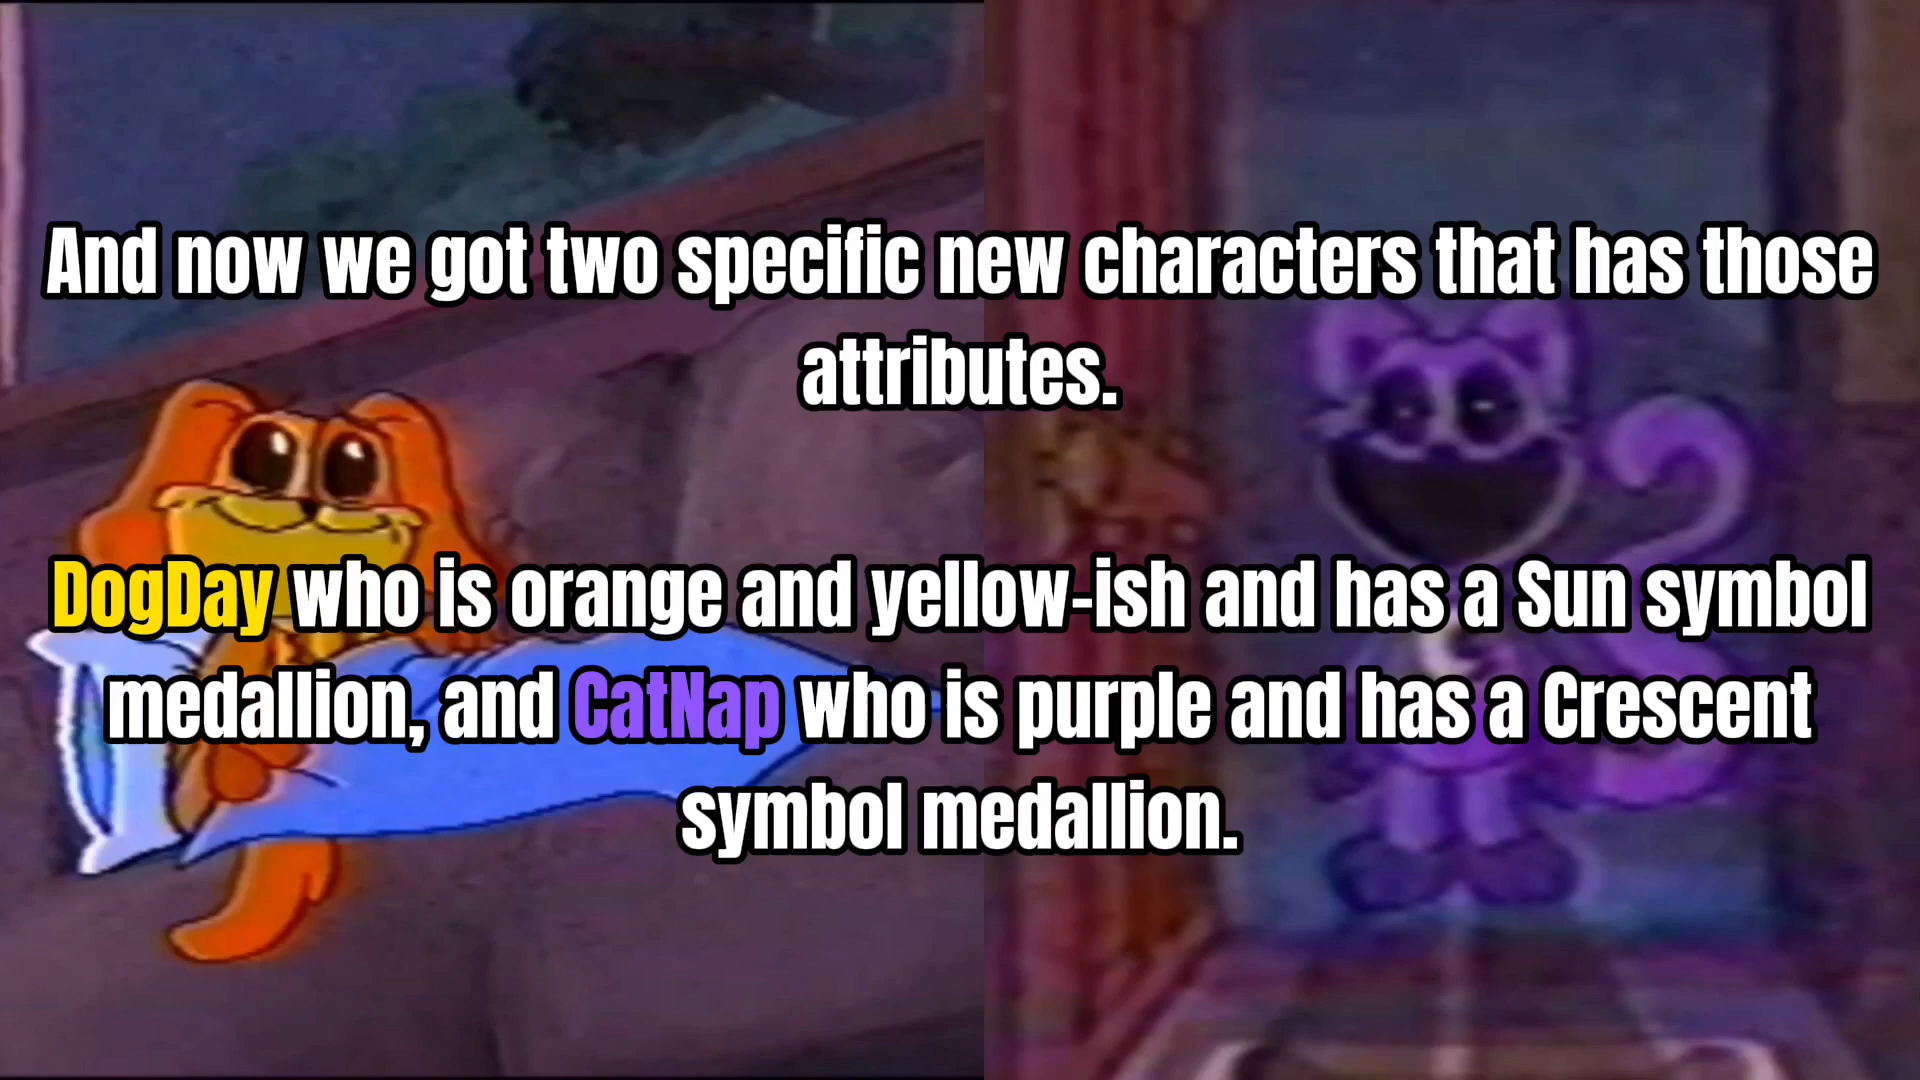 And now we got two specific new characters that has those
attributes.
DogDay who is orange and yellow-ish and has a Sun symbol
medallion, and CatNap who is purple and has a Crescent
symbol medallion.